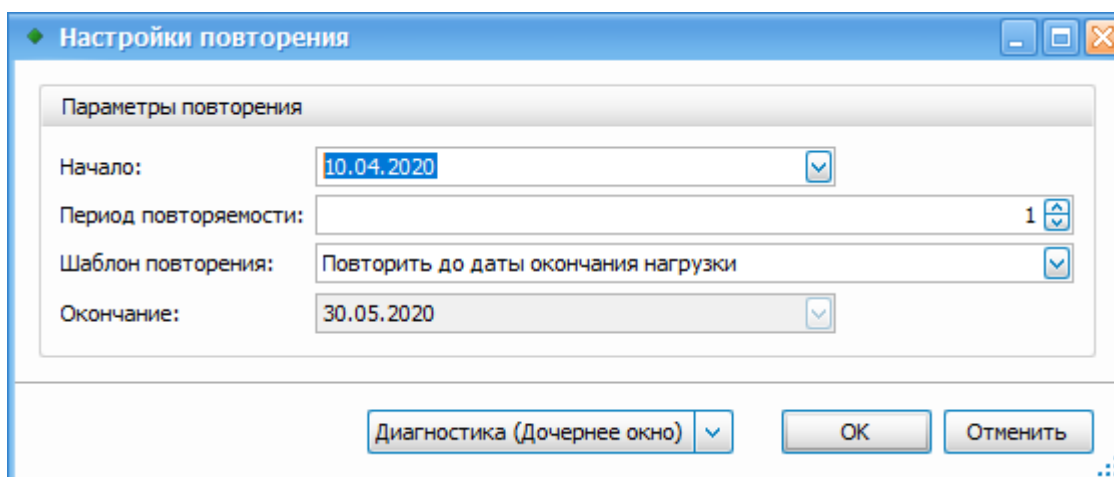 Настройки повторения
Параметры повторения
Начало: 10.04.2020
Период повторяемости: 1
Шаблон повторения: Повторить до даты окончания нагрузки
Окончание: 30.05.2020
Диагностика (Дочернее окно) OK Отменить